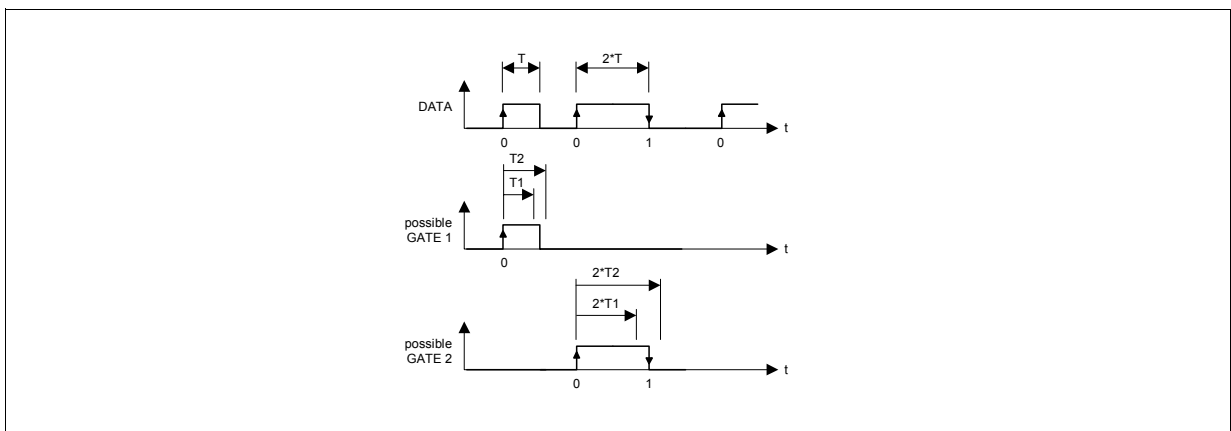 T 2*T
DATA
t
0 0 1 0
T2
T1
possible
GATE 1
t
0
2*T2
2*T1
possible
GATE 2
t
0 1